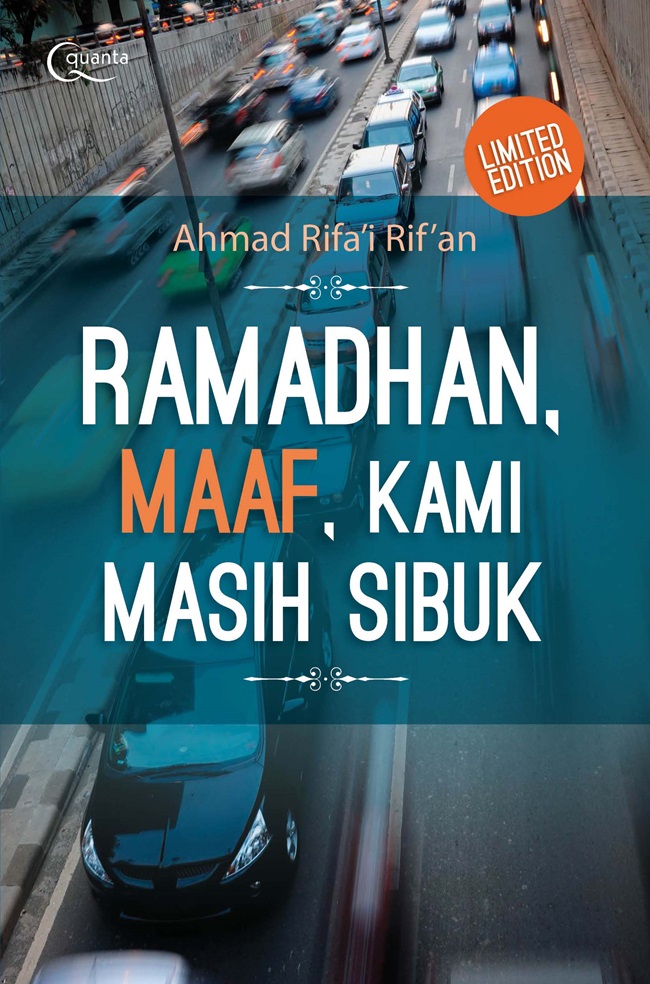 quanta
LIMITED
EDITION
Ahmad Rifa'i Rif'an
RAMADHAN,
MAAF, KAMI
MASIH SIBUK